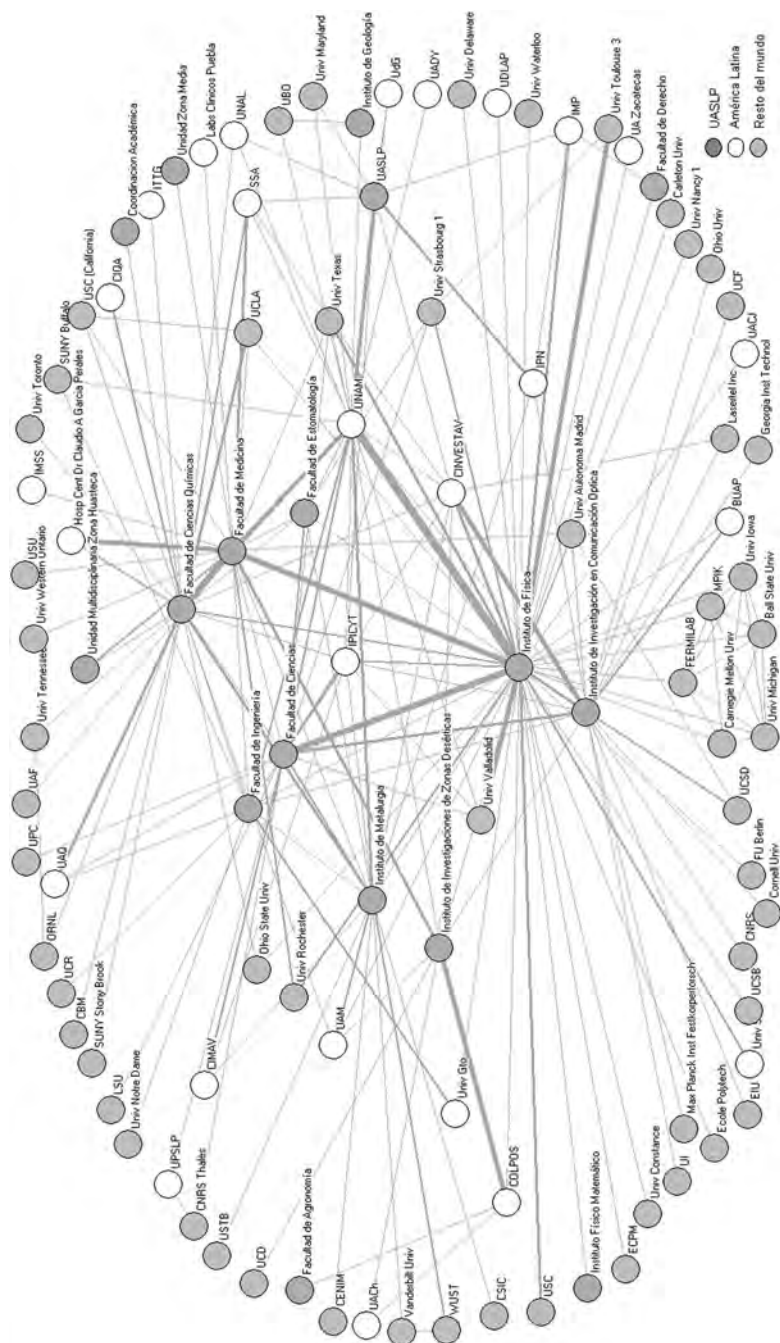 Coordinacion Académica
ITTG
Unidad Zona Media
Labs Clinicos Puebla
UNAL
UBO
Univ Maryland
Instituto de Geología
UdG
UADY
Univ Delaware
UDLAP
Univ Waterloo
IMP
Univ Toulouse 3
UA Zacatecas
Facultad de Derecho
Carleton Univ
Univ Nancy 1
Ohio Univ
UCF
UACJ
Laseitel Inc
Georgia Inst Technol
BUAP
Univ Iowa
MPIK
Ball State Univ
FERMILAB
Carnegie Mellon Univ
Univ Michigan
UCSD
FU Berlin
Cornell Univ
CNRS
UCSB
Univ
EIU
Ecole Polytech
Max Planck Inst Festkorperforsch
UI
Univ Constance
ECPM
Instituto Físico Matemático
USC
CSIC
WUST
Vanderbilt Univ
UACh
CENIM
Facultad de Agronomía
UCD
USTB
CNRS Thales
UPSLP
Univ Notre Dame
LSU
SUNY Stony Brook
CBM
UCR
ORNL
UAQ
UPC
UAF
Univ Tennessee
Univ Western Ontario
USU
Unidad Multidisciplinaria Zona Huasteca
Hosp Cent Dr Claudio A Garcia Perales
IMSS
Univ Toronto
SUNY Buffalo
USC (California)
CIQA
SSA
UASLP
UCLA
Univ Texas
Univ Strasbourg 1
UNAM
IPN
Facultad de Ciencias Químicas
Facultad de Medicina
Facultad de Estomatología
CINVESTAV
Univ Autonoma Madrid
IPICYT
Instituto de Física
Instituto de Investigación en Comunicación Optica
Facultad de Ciencias
Facultad de Ingeniería
Univ Valladolid
Instituto de Metalurgia
Instituto de Investigaciones de Zonas Desérticas
Ohio State Univ
Univ Rochester
UAM
CIMAV
Univ Gto
COLPOS
UASLP
América Latina
Resto del mundo